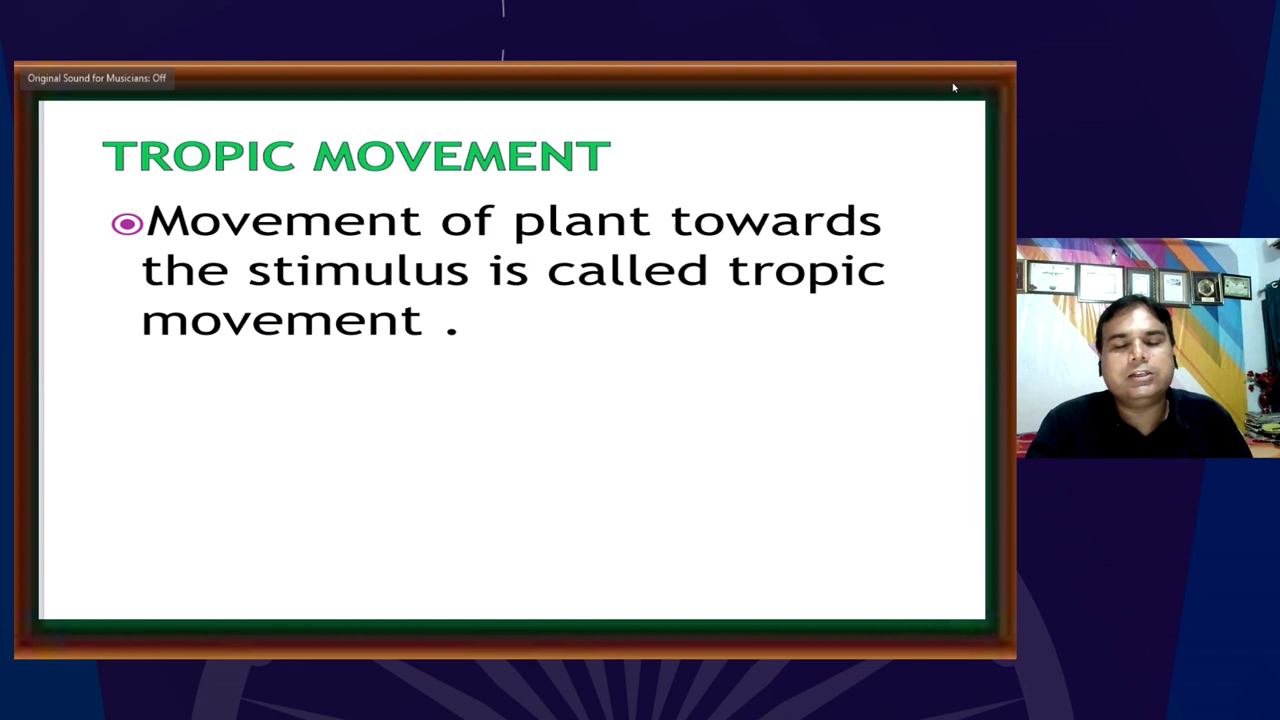 Original Sound for Musicians: Off
TROPIC MOVEMENT
Movement of plant towards
the stimulus is called tropic
movement .